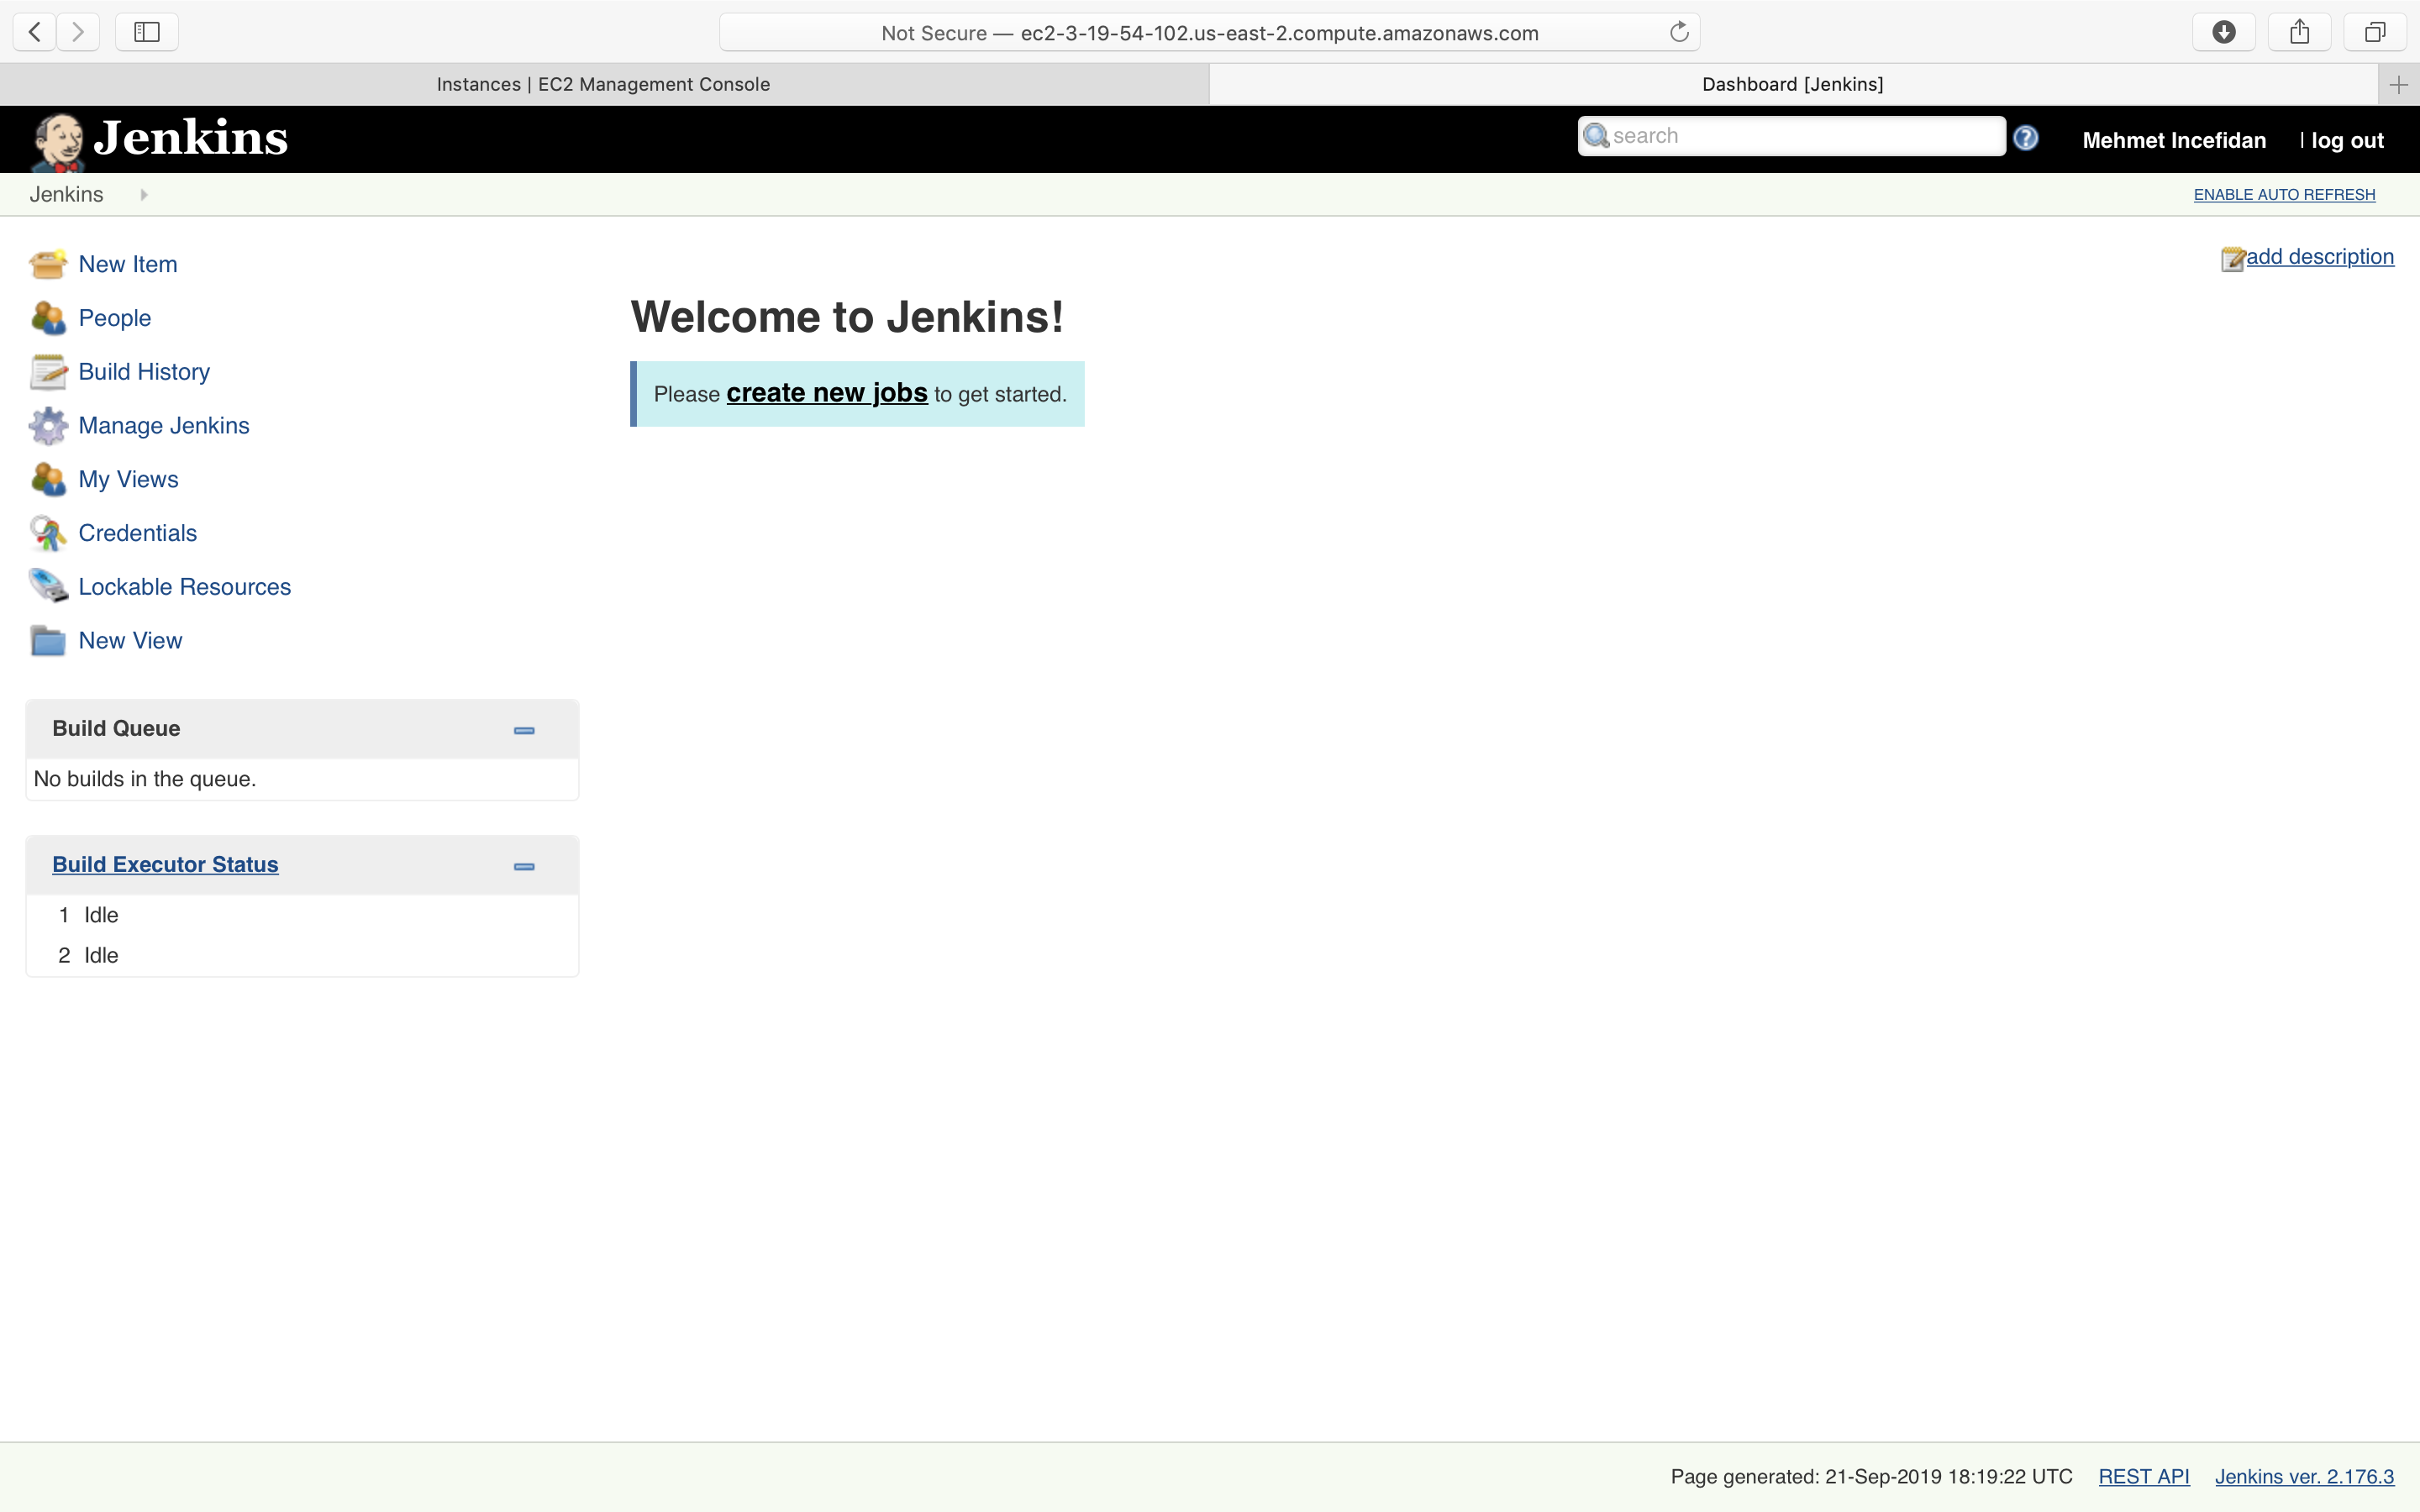 Not Secure — ec2-3-19-54-102.us-east-2.compute.amazonaws.com
Instances | EC2 Management Console
Dashboard [Jenkins]
Jenkins
search
?
Mehmet Incefidan
| log out
Jenkins
ENABLE AUTO REFRESH
New Item
People
Build History
Manage Jenkins
My Views
Credentials
Lockable Resources
New View
Build Queue
No builds in the queue.
Build Executor Status
1 Idle
2 Idle
add description
Welcome to Jenkins!
Please create new jobs to get started.
Page generated: 21-Sep-2019 18:19:22 UTC
REST API
Jenkins ver. 2.176.3